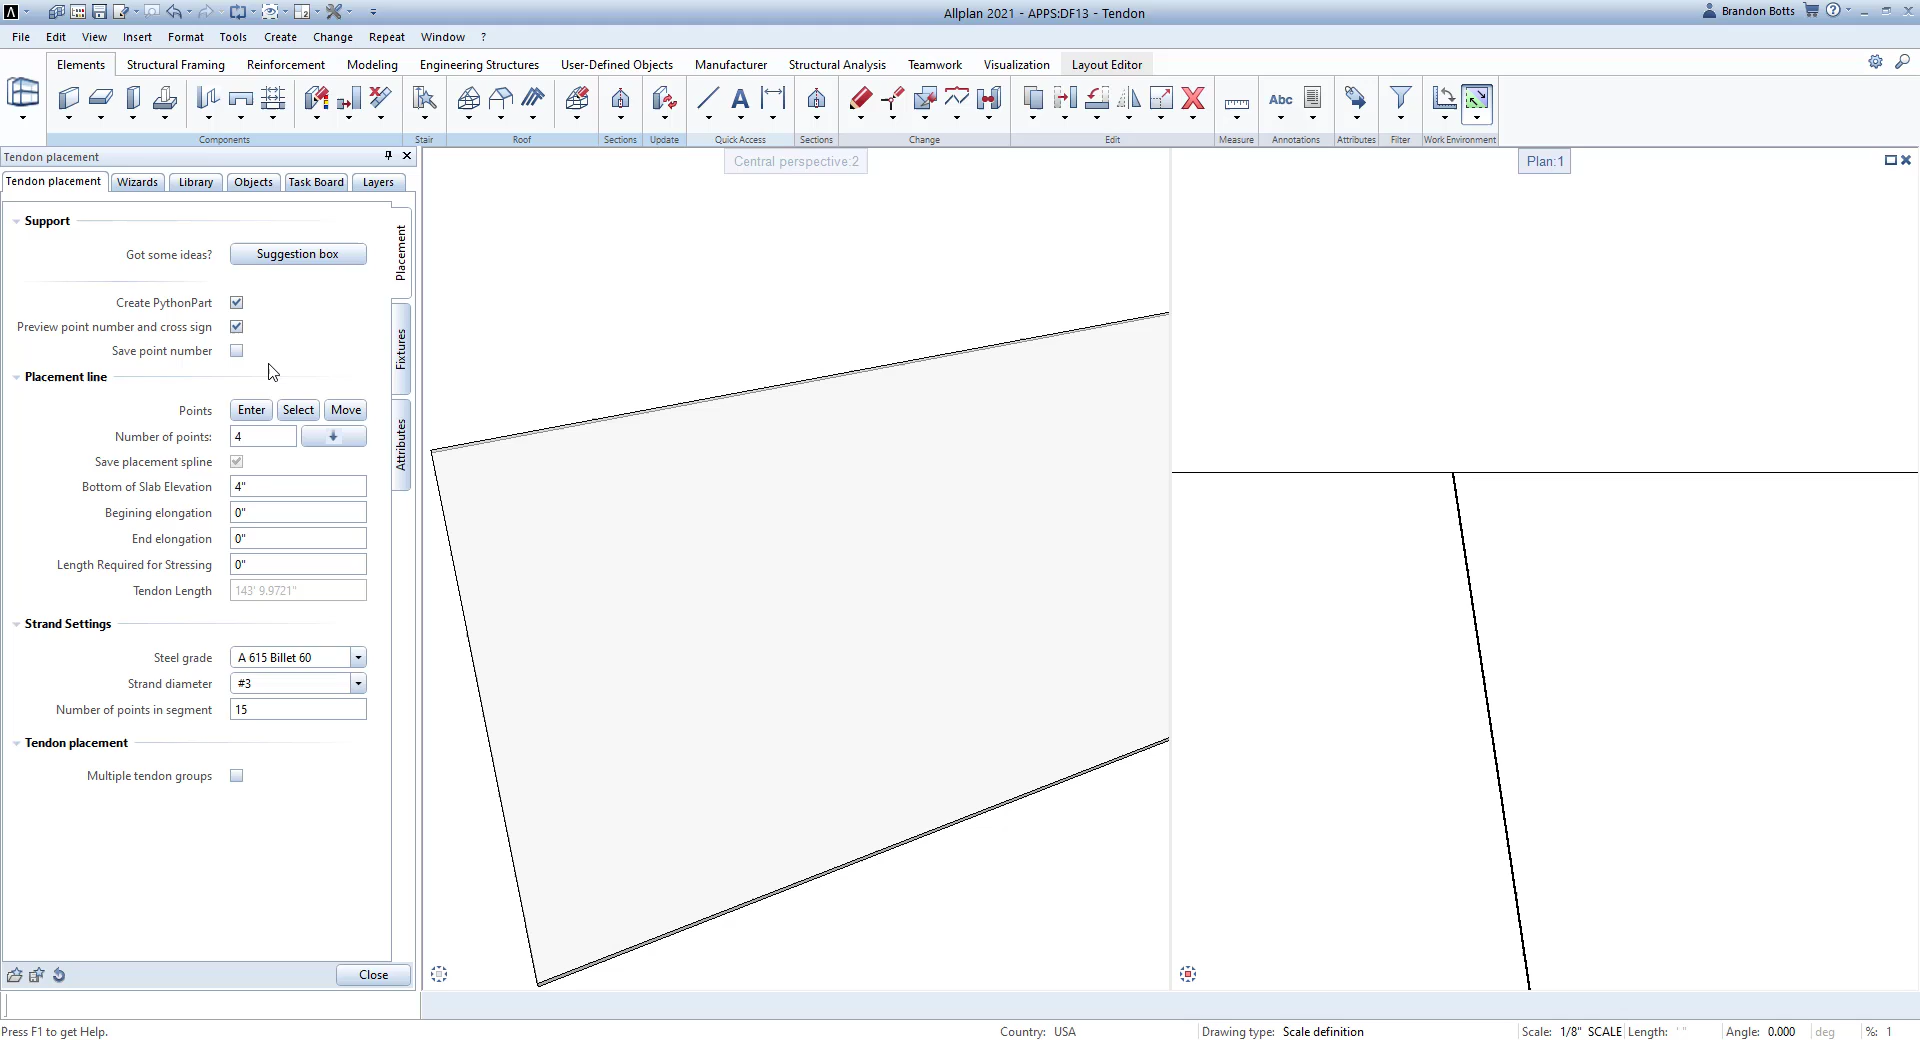 Allplan 2021 - APPS:DF13 - Tendon
Brandon Botts
File Edit View Insert Format Tools Create Change Repeat Window ?
Elements Structural Framing Reinforcement Modeling Engineering Structures User-Defined Objects Manufacturer Structural Analysis Teamwork Visualization Layout Editor
Abc
Components Stair Roof Sections Update Quick Access Sections Change Edit Measure Annotations Attributes Filter Work Environment
Tendon placement
Tendon placement Wizards Library Objects Task Board Layers
Central perspective:2
Plan:1
Support
Got some ideas? Suggestion box
Create PythonPart
Preview point number and cross sign
Save point number
Placement line
Points Enter Select Move
Number of points: 4
Save placement spline
Bottom of Slab Elevation 4"
Begining elongation 0"
End elongation 0"
Length Required for Stressing 0"
Tendon Length 143' 9.9721"
Strand Settings
Steel grade A 615 Billet 60
Strand diameter #3
Number of points in segment 15
Tendon placement
Multiple tendon groups
Placement
Fixtures
Attributes
Close
Press F1 to get Help.
Country: USA
Drawing type: Scale definition
Scale: 1/8" SCALE
Length: ' "
Angle: 0.000 deg
%: 1